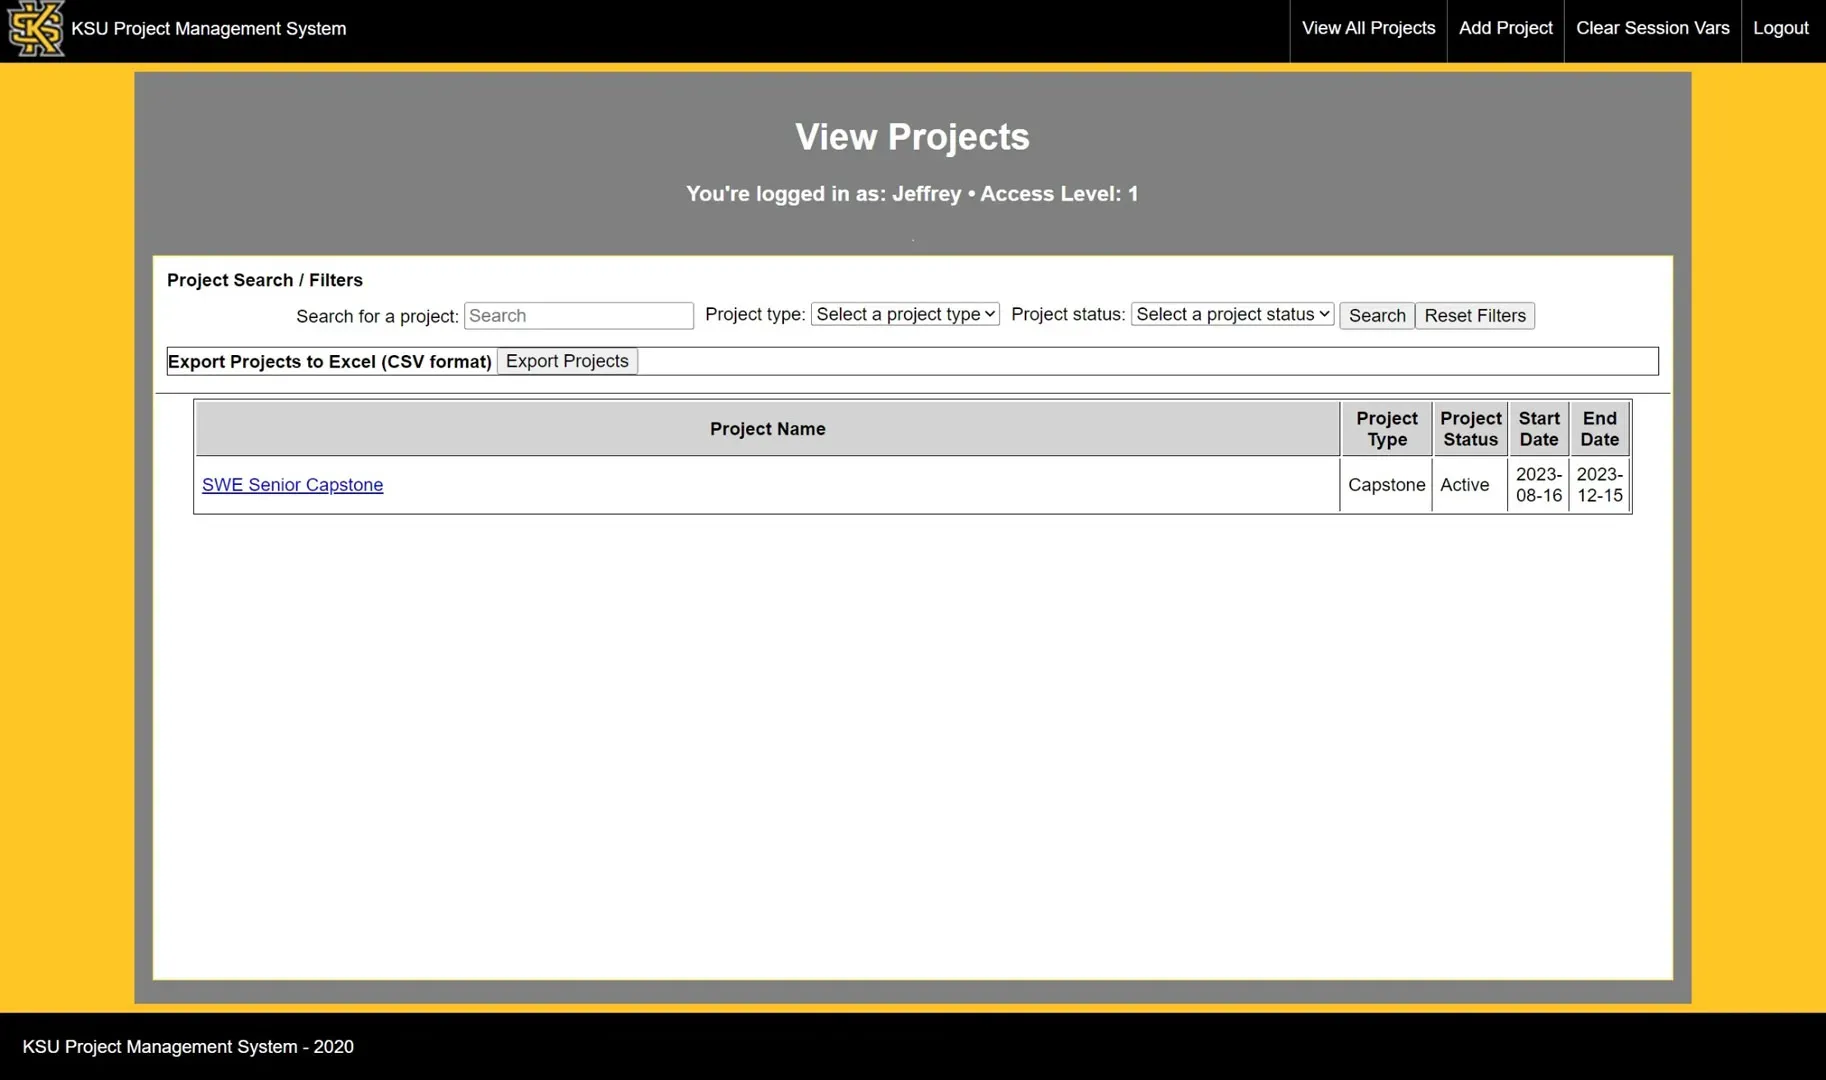 KS
KSU Project Management System
View All Projects
Add Project
Clear Session Vars
Logout
View Projects
You're logged in as: Jeffrey • Access Level: 1
.
Project Search / Filters
Search for a project: Search Project type: Select a project type Project status: Select a project status Search Reset Filters
Export Projects to Excel (CSV format) Export Projects
Project Name
Project
Type
Project
Status
Start
Date
End
Date
SWE Senior Capstone
Capstone
Active
2023-
08-16
2023-
12-15
KSU Project Management System - 2020